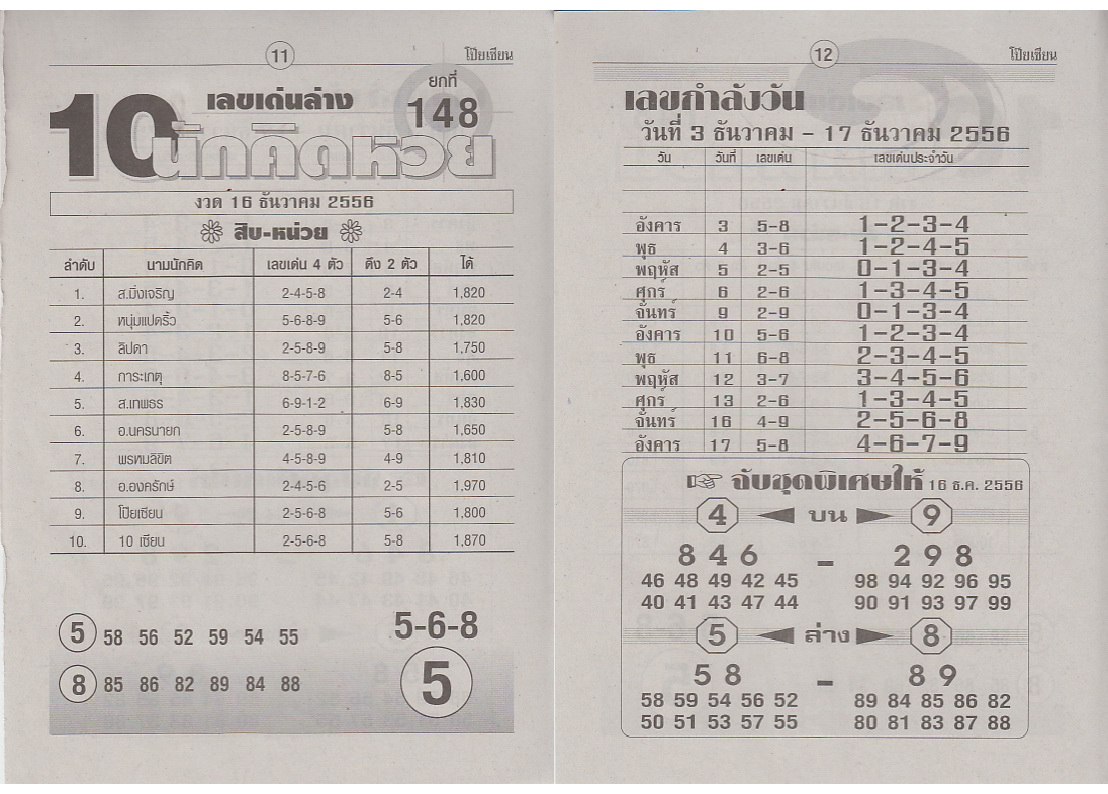 11 โป๊ยเซียน
10 เลขเด่นล่าง ยกที่ 148
นักคิดหวย
งวด 16 ธันวาคม 2556
สิบ-หน่วย
ลำดับ นามนักคิด เลขเด่น 4 ตัว ดึง 2 ตัว ได้
1. ส.มิ่งเจริญ 2-4-5-8 2-4 1,820
2. หนุ่มแปดริ้ว 5-6-8-9 5-6 1,820
3. ลิปดา 2-5-8-9 5-8 1,750
4. การะเกตุ 8-5-7-6 8-5 1,600
5. ส.เทพธร 6-9-1-2 6-9 1,830
6. อ.นครนายก 2-5-8-9 5-8 1,650
7. พรหมลิขิต 4-5-8-9 4-9 1,810
8. อ.องครักษ์ 2-4-5-6 2-5 1,970
9. โป๊ยเซียน 2-5-6-8 5-6 1,800
10. 10 เซียน 2-5-6-8 5-8 1,870
5 58 56 52 59 54 55
8 85 86 82 89 84 88
5-6-8
5
12 โป๊ยเซียน
เลขกำลังวัน
วันที่ 3 ธันวาคม – 17 ธันวาคม 2556
วัน วันที่ เลขเด่น เลขเด่นประจำวัน
อังคาร 3 5-8 1-2-3-4
พุธ 4 3-6 1-2-4-5
พฤหัส 5 2-5 0-1-3-4
ศุกร์ 6 2-6 1-3-4-5
จันทร์ 9 2-9 0-1-3-4
อังคาร 10 5-6 1-2-3-4
พุธ 11 6-8 2-3-4-5
พฤหัส 12 3-7 3-4-5-6
ศุกร์ 13 2-6 1-3-4-5
จันทร์ 16 4-9 2-5-6-8
อังคาร 17 5-8 4-6-7-9
จับชุดพิเศษให้ 16 ธ.ค. 2556
4 บน 9
846 – 298
46 48 49 42 45 98 94 92 96 95
40 41 43 47 44 90 91 93 97 99
5 ล่าง 8
58 – 89
58 59 54 56 52 89 84 85 86 82
50 51 53 57 55 80 81 83 87 88